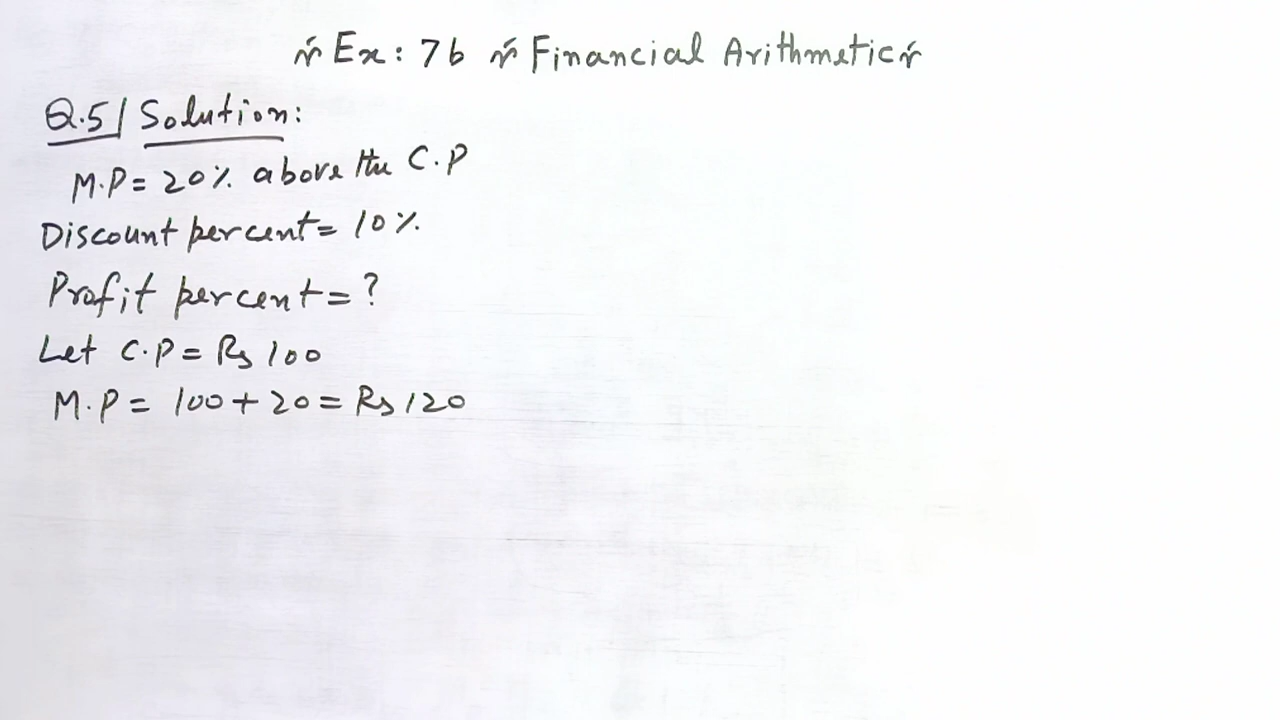 Ex: 7b Financial Arithmetic
Q.5/ Solution:
M.P = 20% above the C.P
Discount percent = 10%
Profit percent = ?
Let C.P = Rs 100
M.P = 100 + 20 = Rs 120